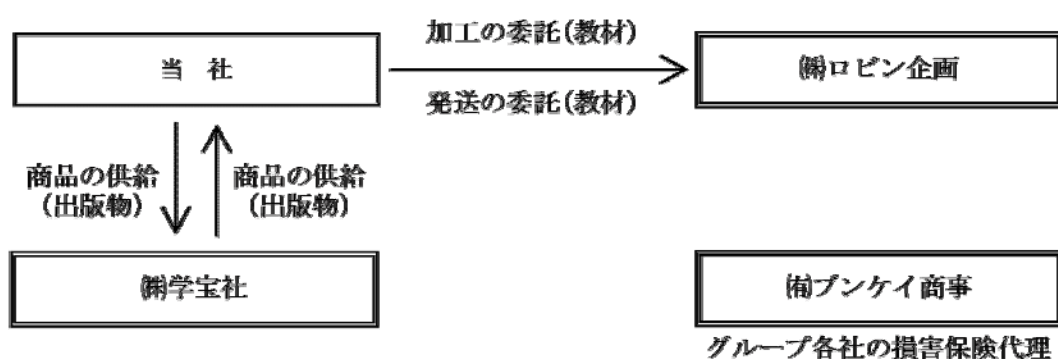 加工の委託(教材)
当　社
㈱ロビン企画
発送の委託(教材)
商品の供給
(出版物)
商品の供給
(出版物)
㈱学宝社
㈲ブンケイ商事
グループ各社の損害保険代理